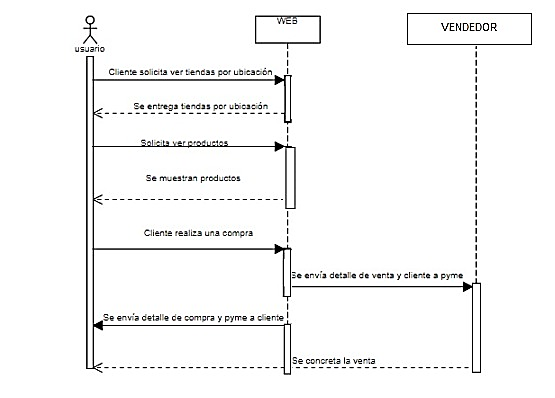 usuario
WEB
VENDEDOR
Cliente solicita ver tiendas por ubicación
Se entrega tiendas por ubicación
Solicita ver productos
Se muestran productos
Cliente realiza una compra
Se envía detalle de venta y cliente a pyme
Se envía detalle de compra y pyme a cliente
Se concreta la venta